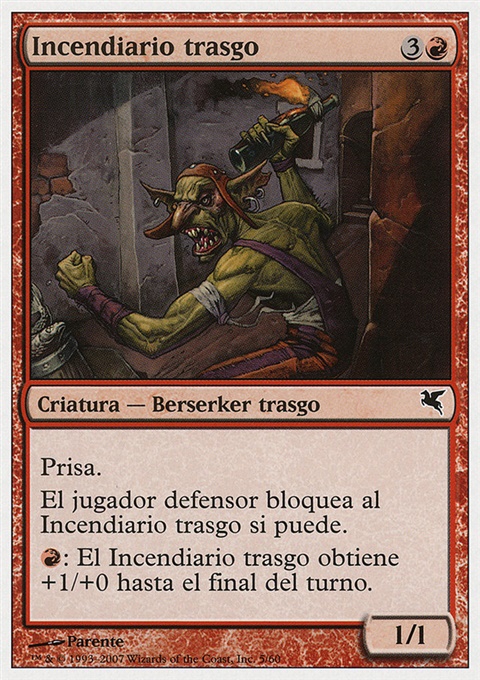 Incendiario trasgo 3
Criatura — Berserker trasgo
Prisa.
El jugador defensor bloquea al
Incendiario trasgo si puede.
: El Incendiario trasgo obtiene
+1/+0 hasta el final del turno.
1/1
Parente
™ & © 1993-2007 Wizards of the Coast, Inc. 5/60